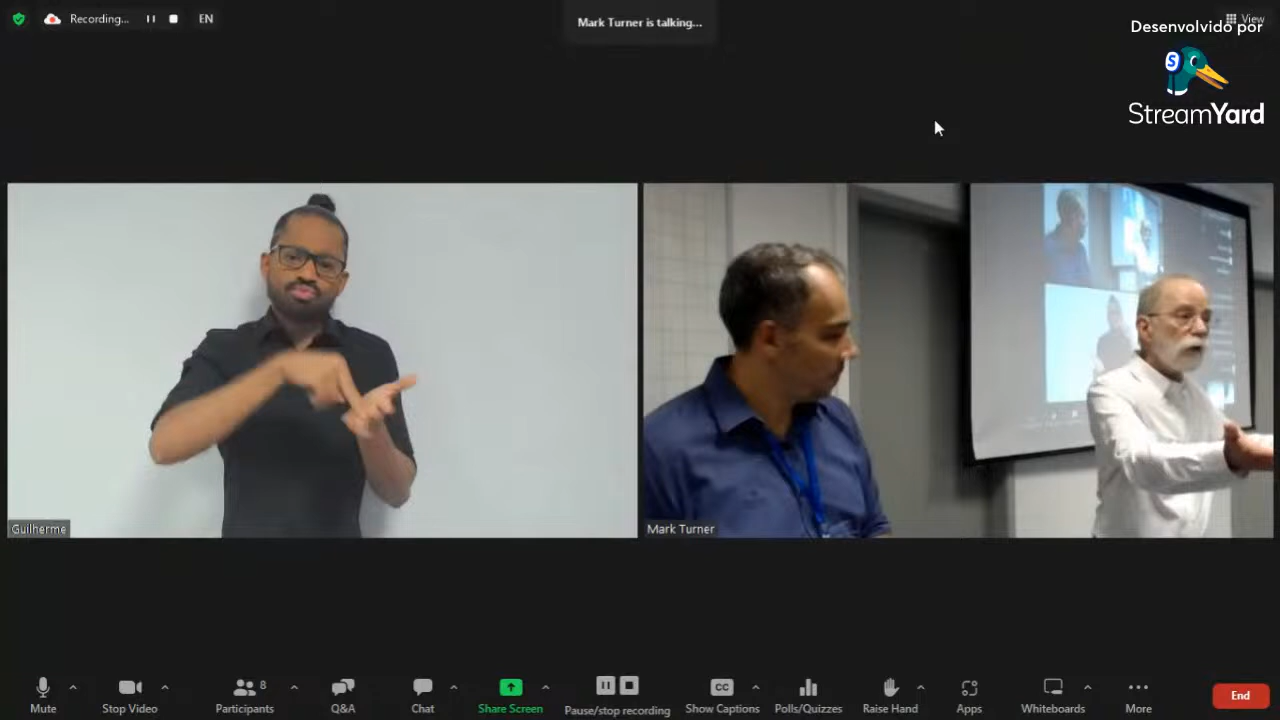 Recording...
EN
Mark Turner is talking...
View
Desenvolvido por
S
StreamYard
Guilherme
Mark Turner
Mute
Stop Video
8
Participants
Q&A
Chat
Share Screen
Pause/stop recording
CC
Show Captions
Polls/Quizzes
Raise Hand
Apps
Whiteboards
More
End